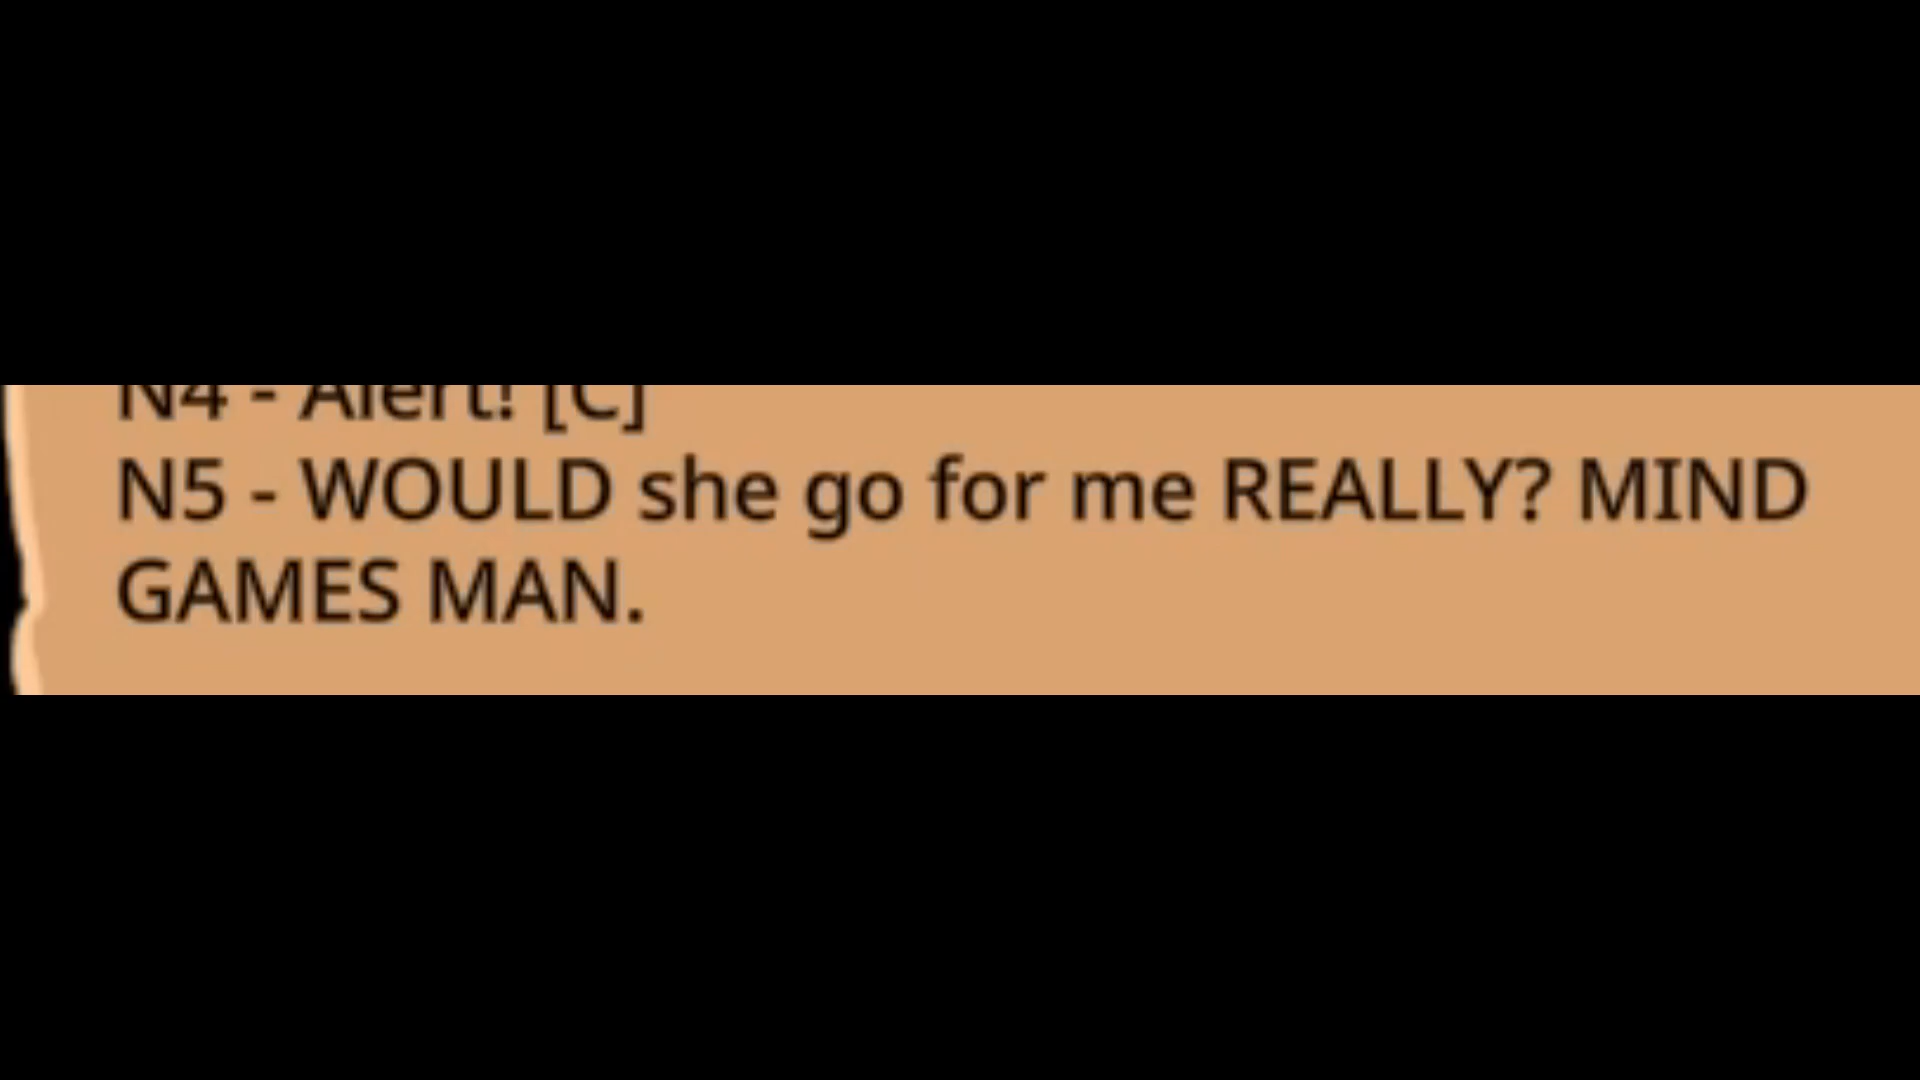 N4 - Alert! [C]
N5 - WOULD she go for me REALLY? MIND
GAMES MAN.